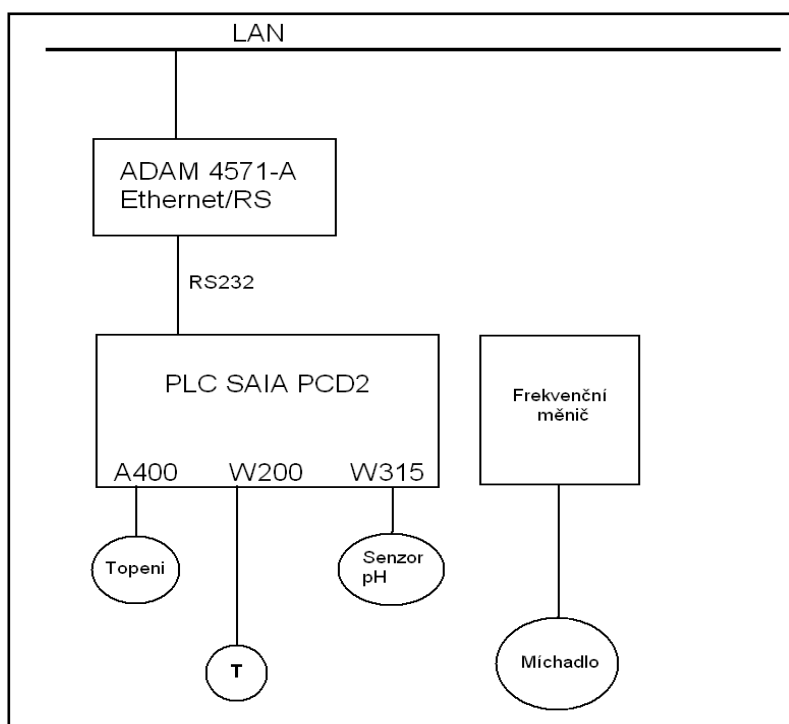 LAN
ADAM 4571-A
Ethernet/RS
RS232
PLC SAIA PCD2
A400 W200 W315
Frekvenční
měnič
Topeni
Senzor
pH
T
Míchadlo